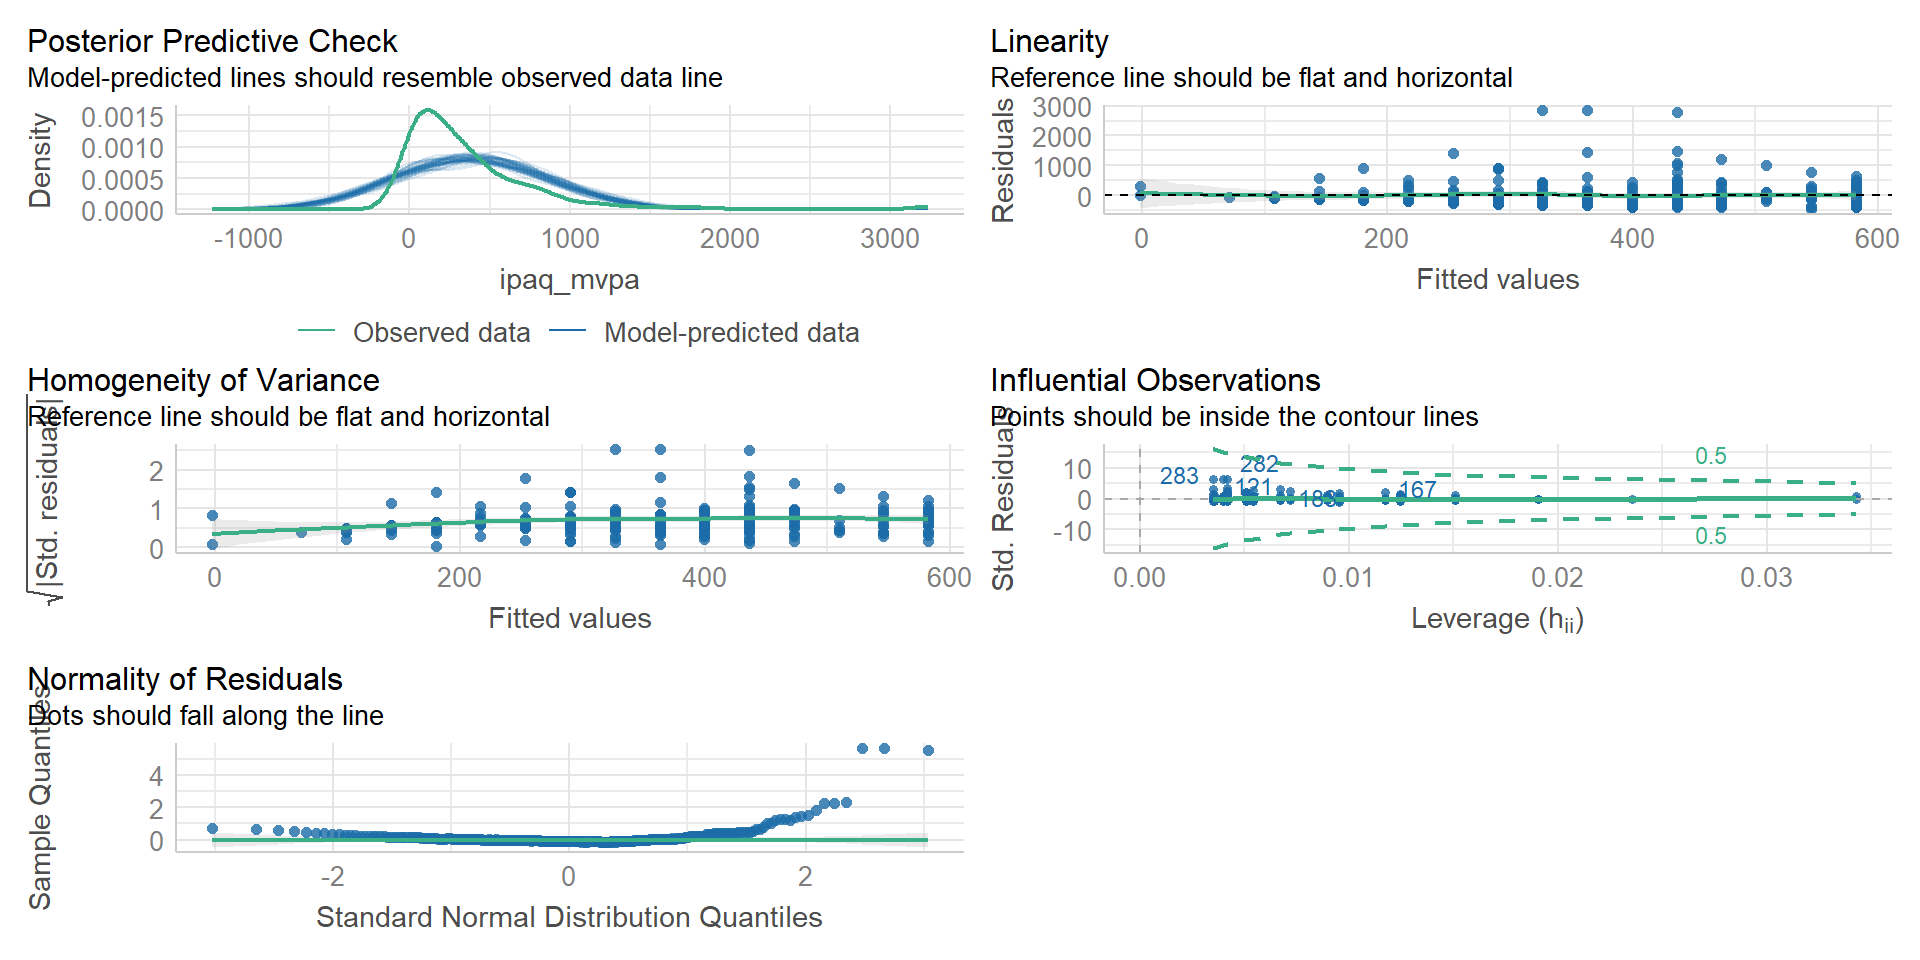 Posterior Predictive Check
Model-predicted lines should resemble observed data line
Density
0.0015
0.0010
0.0005
0.0000
-1000 0 1000 2000 3000
ipaq_mvpa
Observed data Model-predicted data
Linearity
Reference line should be flat and horizontal
Residuals
3000
2000
1000
0
0 200 400 600
Fitted values
Homogeneity of Variance
Reference line should be flat and horizontal
√|Std. residuals|
2
1
0
0 200 400 600
Fitted values
Influential Observations
Points should be inside the contour lines
Std. Residuals
10
0
-10
0.5
283
282
121
167
0.5
0.00 0.01 0.02 0.03
Leverage (hii)
Normality of Residuals
Dots should fall along the line
Sample Quantiles
4
2
0
-2 0 2
Standard Normal Distribution Quantiles